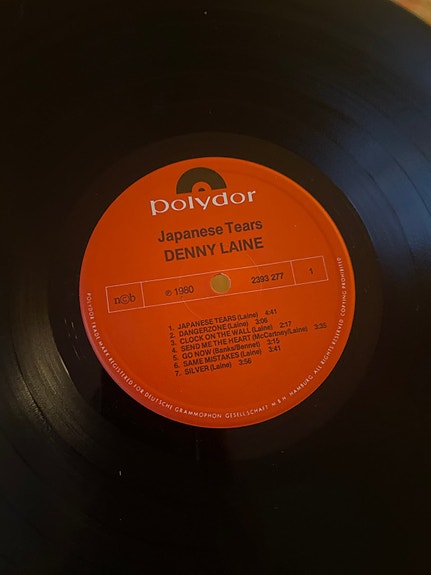 polydor
Japanese Tears
DENNY LAINE
n©b ℗ 1980 2393 277 1
1. JAPANESE TEARS (Laine) 4:41
2. DANGERZONE (Laine) 3:06
3. CLOCK ON THE WALL (Laine) 2:17
4. SEND ME THE HEART (McCartney/Laine) 3:35
5. GO NOW (Banks/Bennet) 3:15
6. SAME MISTAKES (Laine) 3:41
7. SILVER (Laine) 3:56
POLYDOR TRADE MARK REGISTERED FOR DEUTSCHE GRAMMOPHON GESELLSCHAFT M.B.H. HAMBURG ALL RIGHTS RESERVED COPYING PROHIBITED